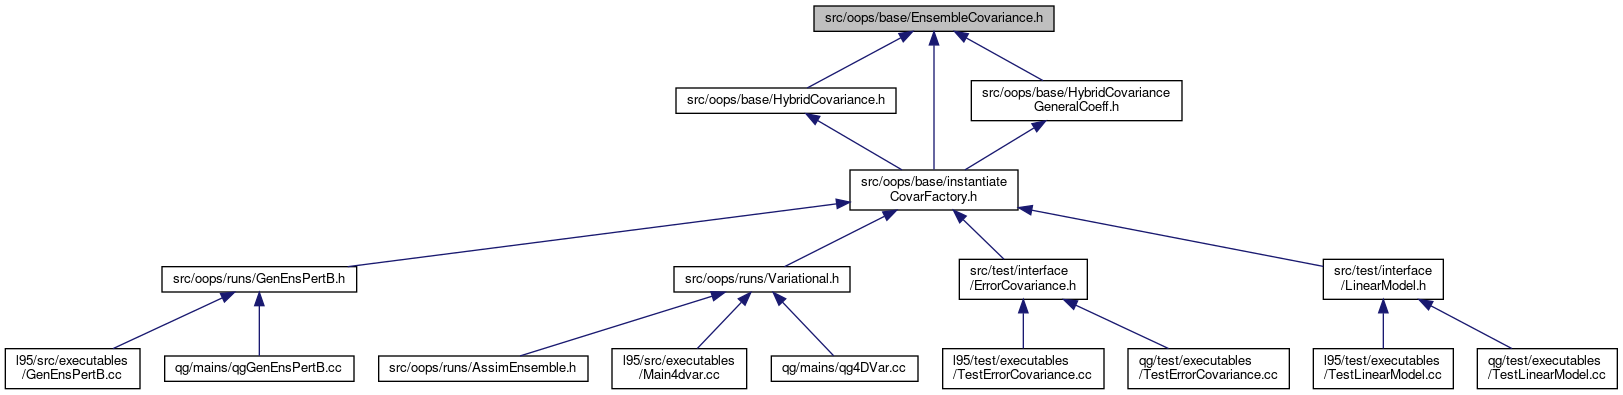 src/oops/base/EnsembleCovariance.h
src/oops/base/HybridCovariance.h
src/oops/base/HybridCovariance
GeneralCoeff.h
src/oops/base/instantiate
CovarFactory.h
src/oops/runs/GenEnsPertB.h
src/oops/runs/Variational.h
src/test/interface
/ErrorCovariance.h
src/test/interface
/LinearModel.h
l95/src/executables
/GenEnsPertB.cc
qg/mains/qgGenEnsPertB.cc
src/oops/runs/AssimEnsemble.h
l95/src/executables
/Main4dvar.cc
qg/mains/qg4DVar.cc
l95/test/executables
/TestErrorCovariance.cc
qg/test/executables
/TestErrorCovariance.cc
l95/test/executables
/TestLinearModel.cc
qg/test/executables
/TestLinearModel.cc